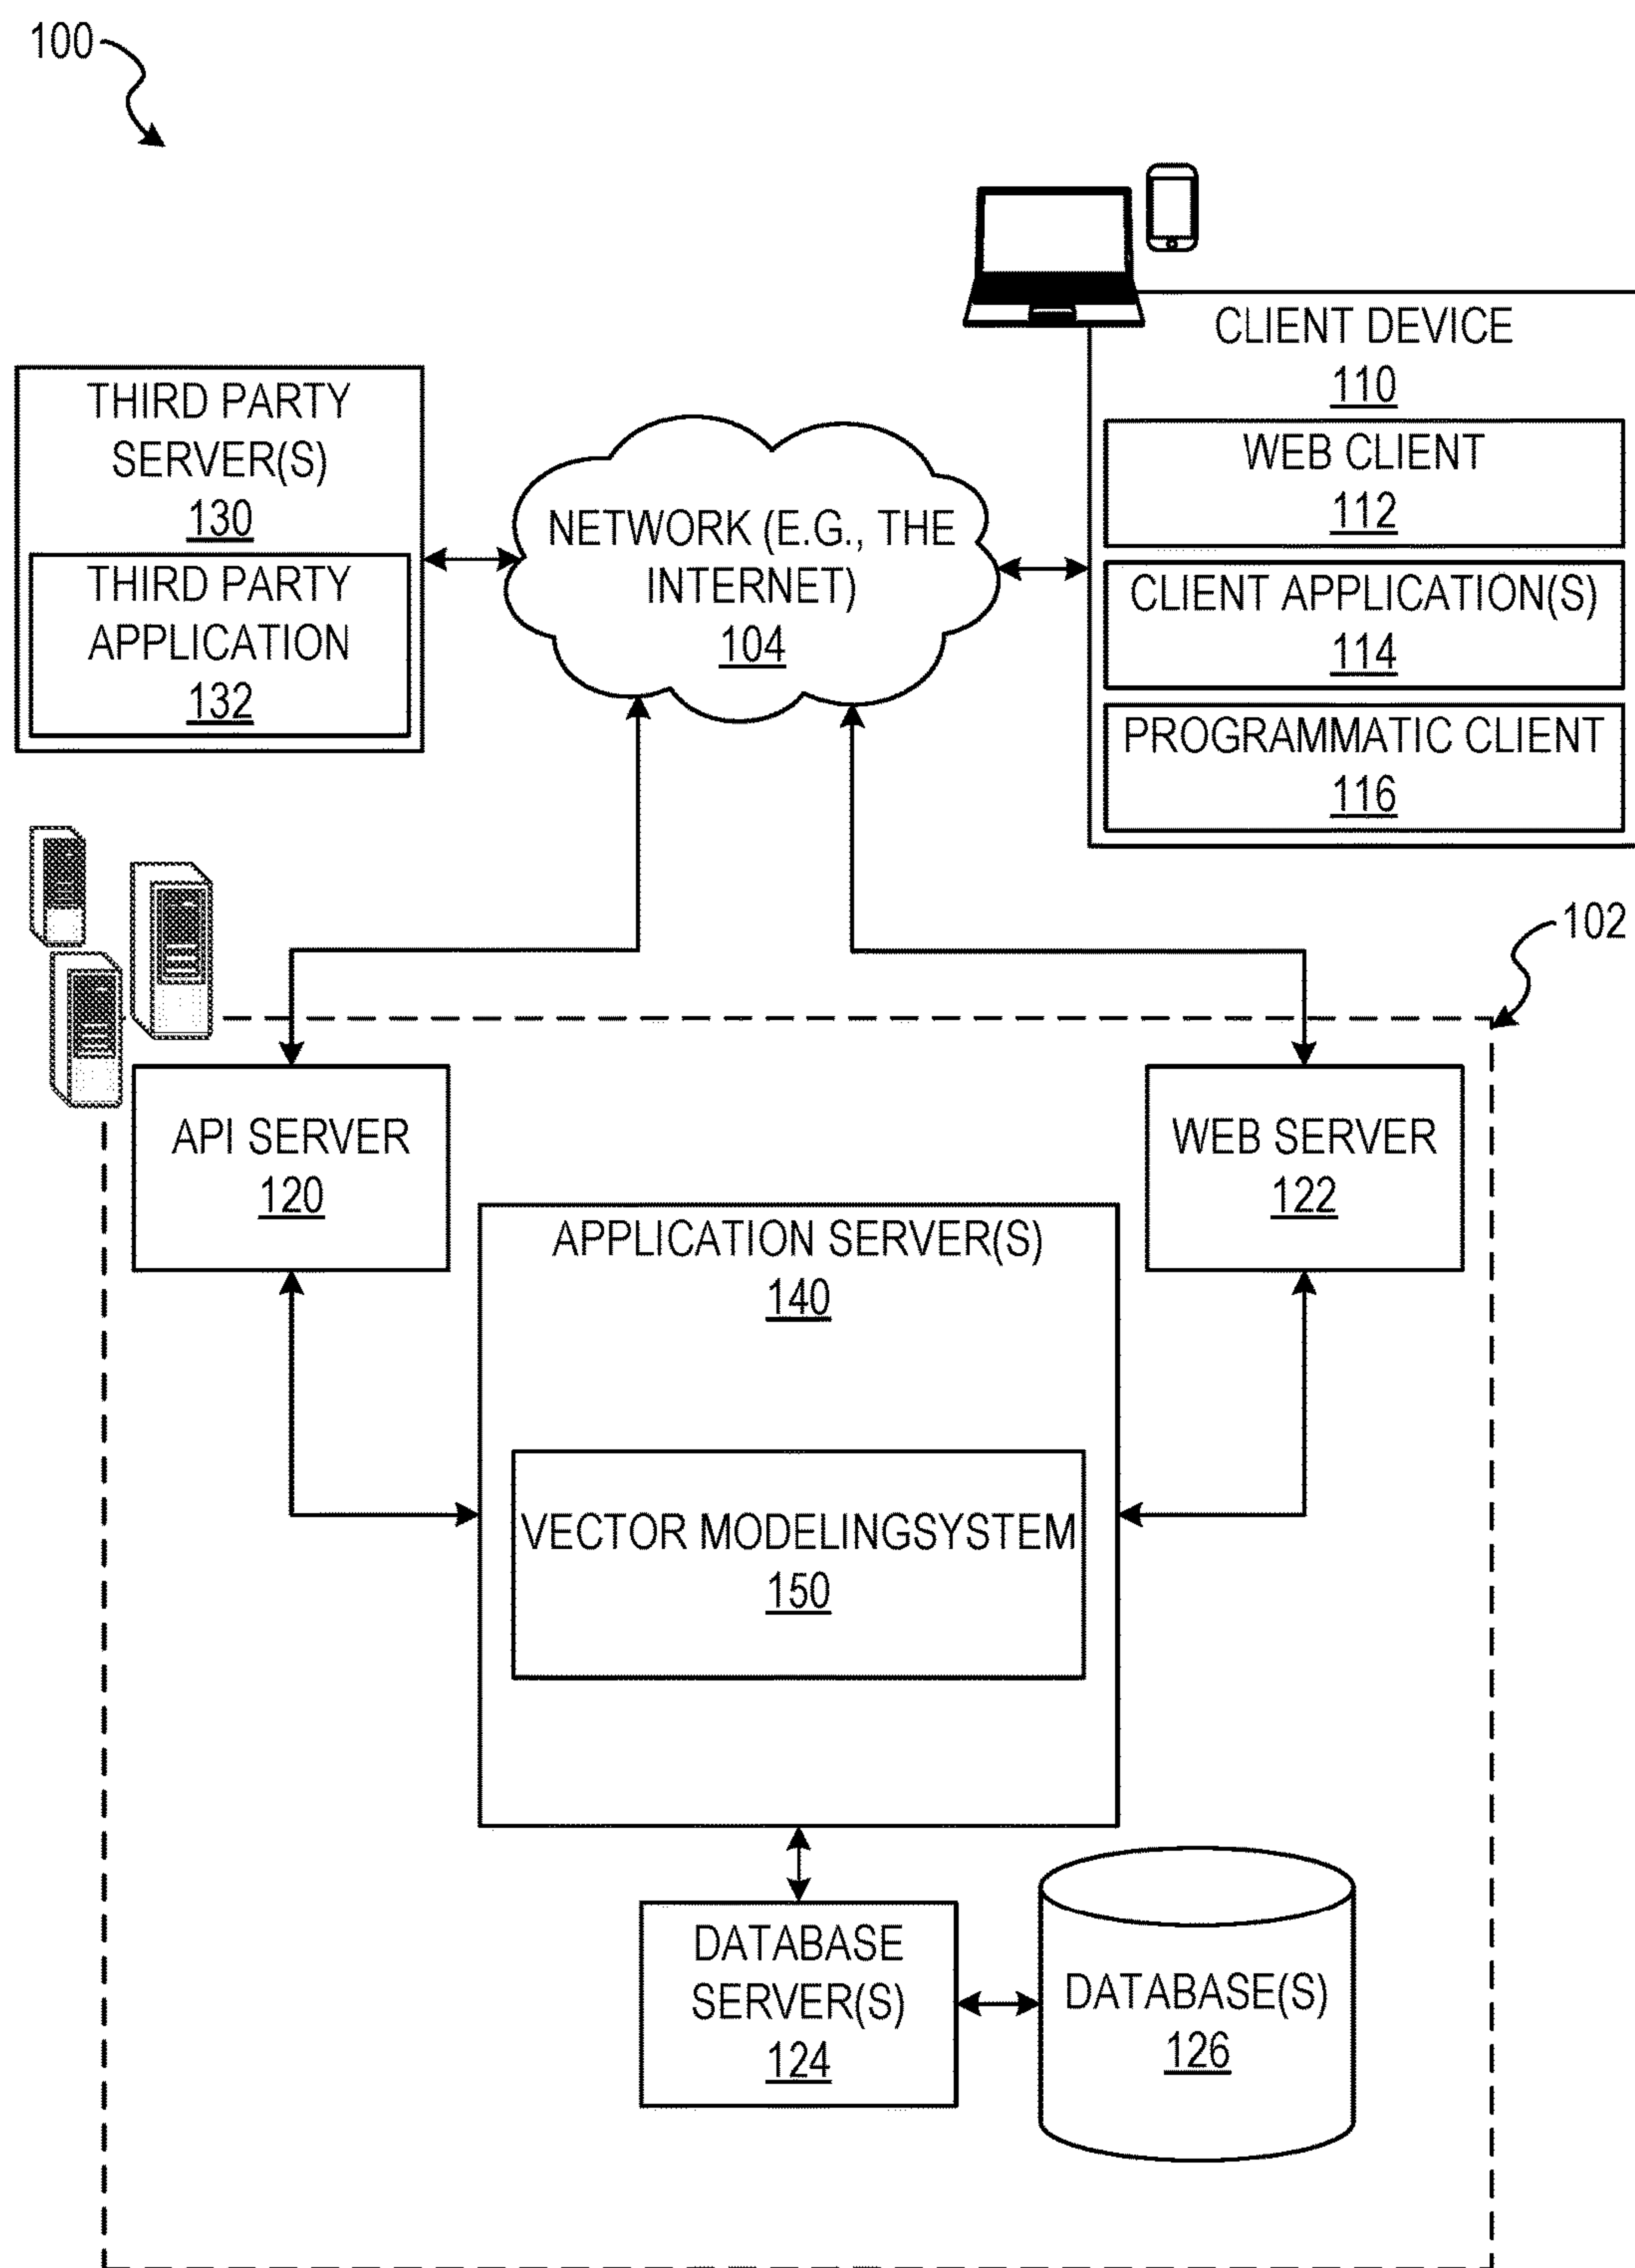 100
CLIENT DEVICE
110
WEB CLIENT
112
CLIENT APPLICATION(S)
114
PROGRAMMATIC CLIENT
116
THIRD PARTY
SERVER(S)
130
THIRD PARTY
APPLICATION
132
NETWORK (E.G., THE
INTERNET)
104
102
API SERVER
120
WEB SERVER
122
APPLICATION SERVER(S)
140
VECTOR MODELINGSYSTEM
150
DATABASE
SERVER(S)
124
DATABASE(S)
126